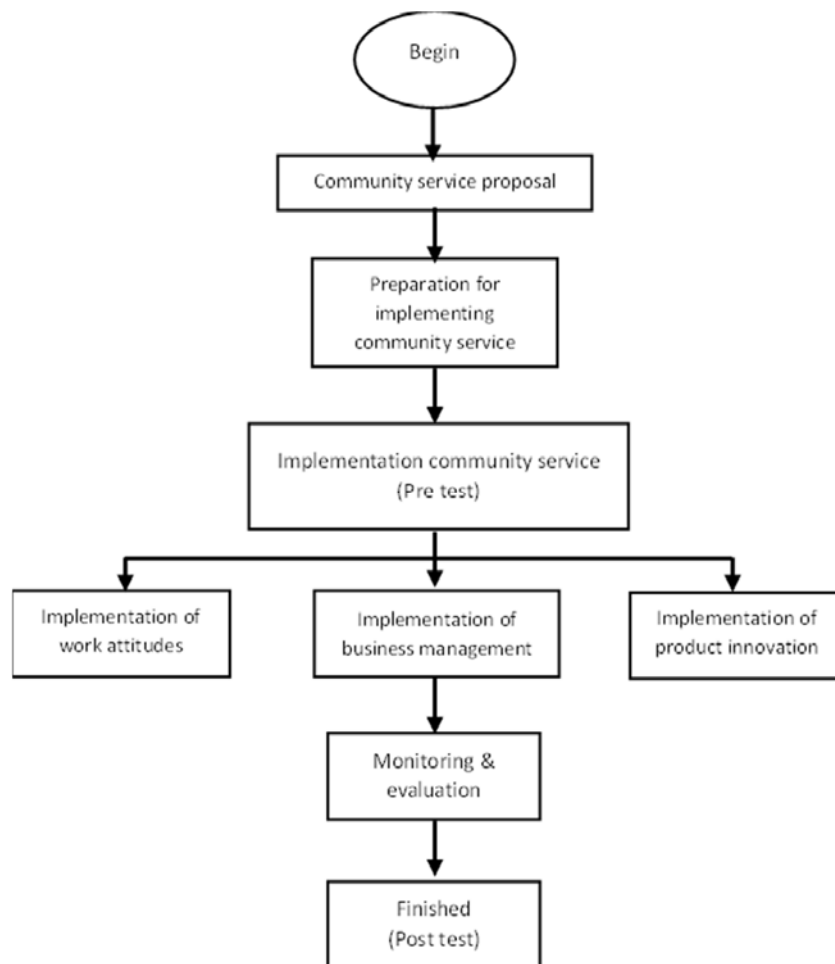 Begin
Community service proposal
Preparation for
implementing
community service
Implementation community service
(Pre test)
Implementation of
work attitudes
Implementation of
business management
Implementation of
product innovation
Monitoring &
evaluation
Finished
(Post test)